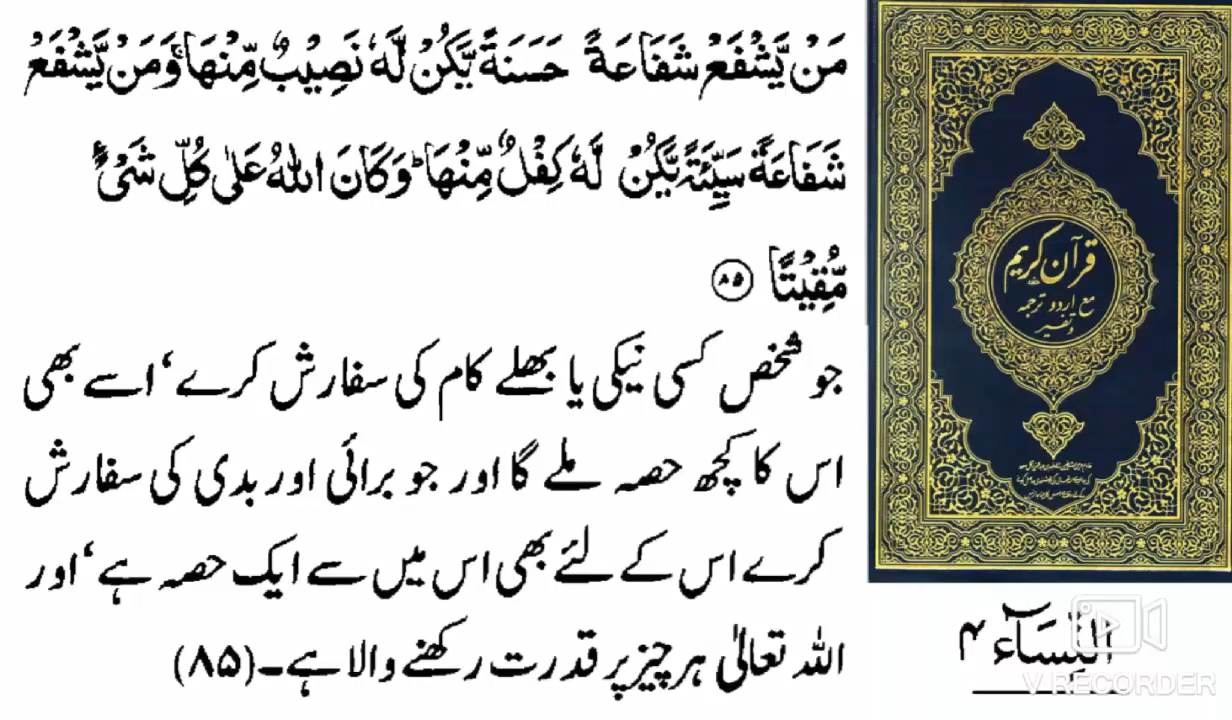 مَنْ يَّشْفَعْ شَفَاعَةً حَسَنَةً يَّكُنْ لَّهٗ نَصِيْبٌ مِّنْهَا ۚ وَمَنْ يَّشْفَعْ
شَفَاعَةً سَيِّئَةً يَّكُنْ لَّهٗ كِفْلٌ مِّنْهَا ؕ وَكَانَ اللّٰهُ عَلٰى كُلِّ شَىْءٍ
مُّقِيْتًا ۸۵
جو شخص کسی نیکی یا بھلے کام کی سفارش کرے‘ اسے بھی
اس کا کچھ حصہ ملے گا اور جو برائی اور بدی کی سفارش
کرے اس کے لئے بھی اس میں سے ایک حصہ ہے‘ اور
اللہ تعالیٰ ہر چیز پر قدرت رکھنے والا ہے۔(۸۵)
قرآن کریم
مع اردو ترجمہ
و تفسیر
النِّسَآء ۴
V RECORDER